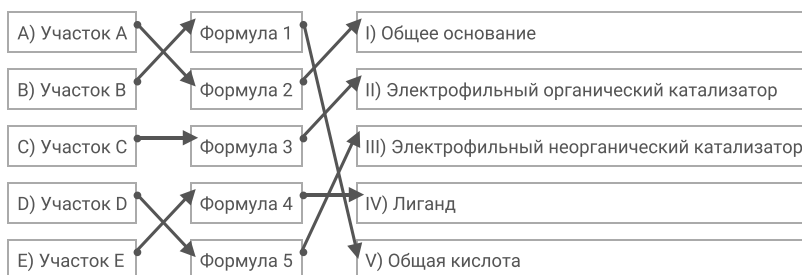 A) Участок A Формула 1 I) Общее основание
B) Участок B Формула 2 II) Электрофильный органический катализатор
C) Участок C Формула 3 III) Электрофильный неорганический катализатор
D) Участок D Формула 4 IV) Лиганд
E) Участок E Формула 5 V) Общая кислота